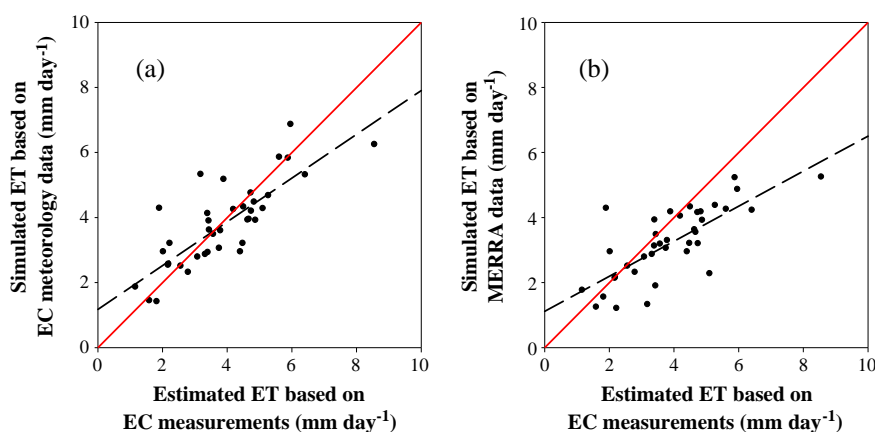 10
8
6
4
2
0
Simulated ET based on
EC meteorology data (mm day-1)
(a)
0 2 4 6 8 10
Estimated ET based on
EC measurements (mm day-1)
10
8
6
4
2
0
Simulated ET based on
MERRA data (mm day-1)
(b)
0 2 4 6 8 10
Estimated ET based on
EC measurements (mm day-1)